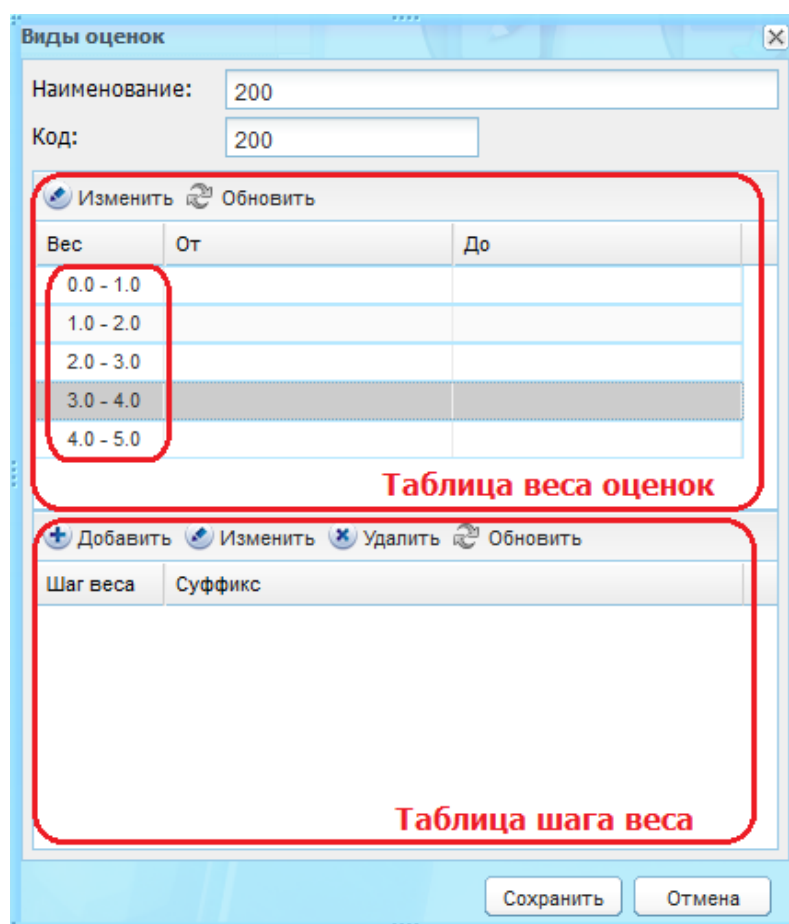 Виды оценок
Наименование: 200
Код: 200
Изменить Обновить
Вес От До
0.0 - 1.0
1.0 - 2.0
2.0 - 3.0
3.0 - 4.0
4.0 - 5.0
Таблица веса оценок
Добавить Изменить Удалить Обновить
Шаг веса Суффикс
Таблица шага веса
Сохранить Отмена